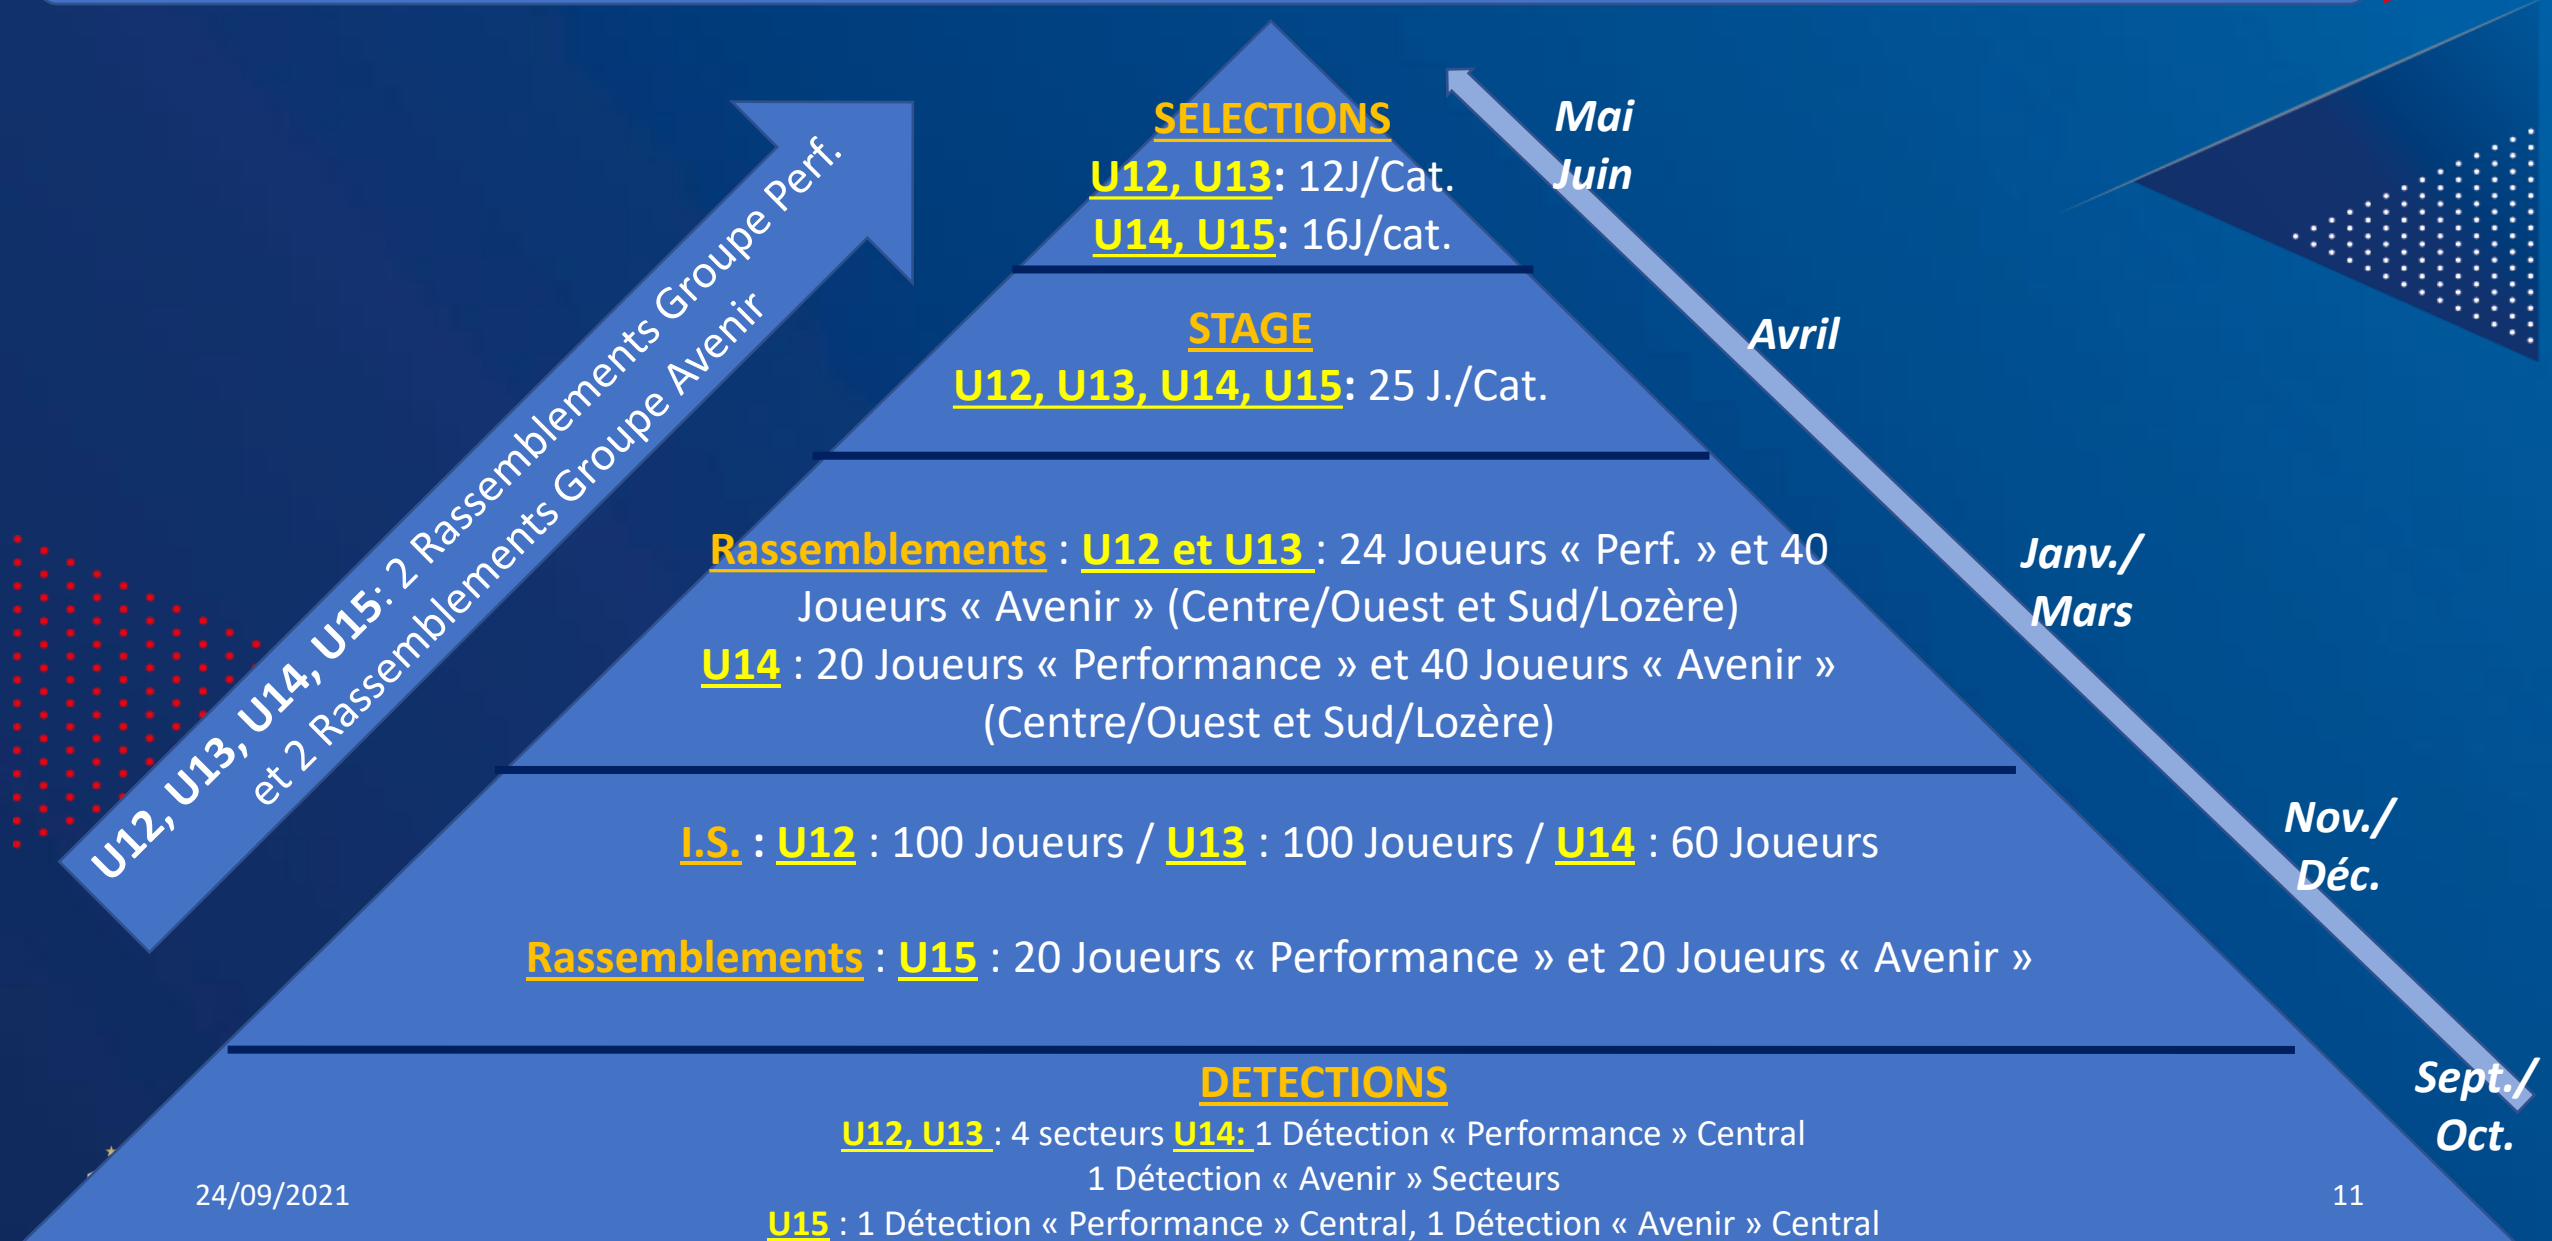 SELECTIONS
U12, U13: 12J/Cat.
U14, U15: 16J/cat.
Mai
Juin
STAGE
U12, U13, U14, U15: 25 J./Cat.
Avril
U12, U13, U14, U15: 2 Rassemblements Groupe Perf.
et 2 Rassemblements Groupe Avenir
Rassemblements : U12 et U13 : 24 Joueurs « Perf. » et 40
Joueurs « Avenir » (Centre/Ouest et Sud/Lozère)
U14 : 20 Joueurs « Performance » et 40 Joueurs « Avenir »
(Centre/Ouest et Sud/Lozère)
Janv./
Mars
I.S. : U12 : 100 Joueurs / U13 : 100 Joueurs / U14 : 60 Joueurs
Rassemblements : U15 : 20 Joueurs « Performance » et 20 Joueurs « Avenir »
Nov./
Déc.
DETECTIONS
U12, U13 : 4 secteurs U14: 1 Détection « Performance » Central
1 Détection « Avenir » Secteurs
U15 : 1 Détection « Performance » Central, 1 Détection « Avenir » Central
Sept./
Oct.
24/09/2021
11